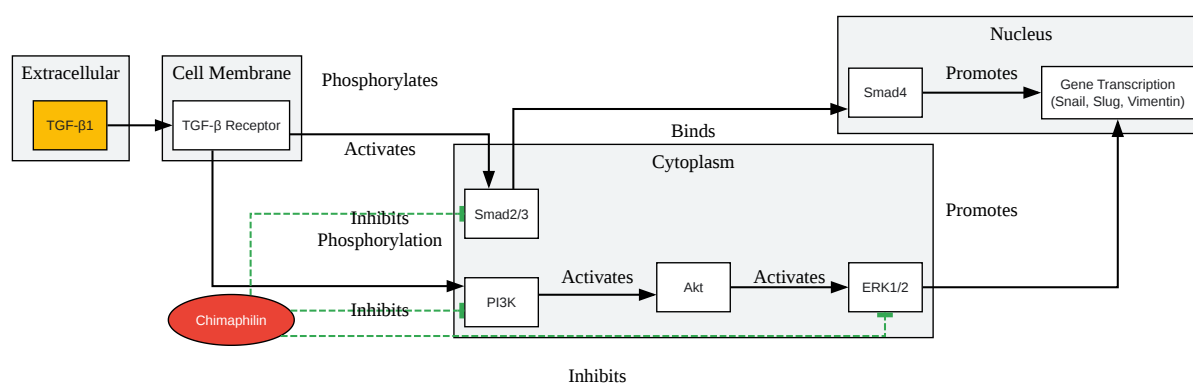 Nucleus
Extracellular
Cell Membrane
Phosphorylates
Promotes
Smad4
Gene Transcription
(Snail, Slug, Vimentin)
TGF-β1
TGF-β Receptor
Activates
Binds
Cytoplasm
Smad2/3
Inhibits
Phosphorylation
Promotes
PI3K
Activates
Akt
Activates
ERK1/2
Inhibits
Chimaphilin
Inhibits